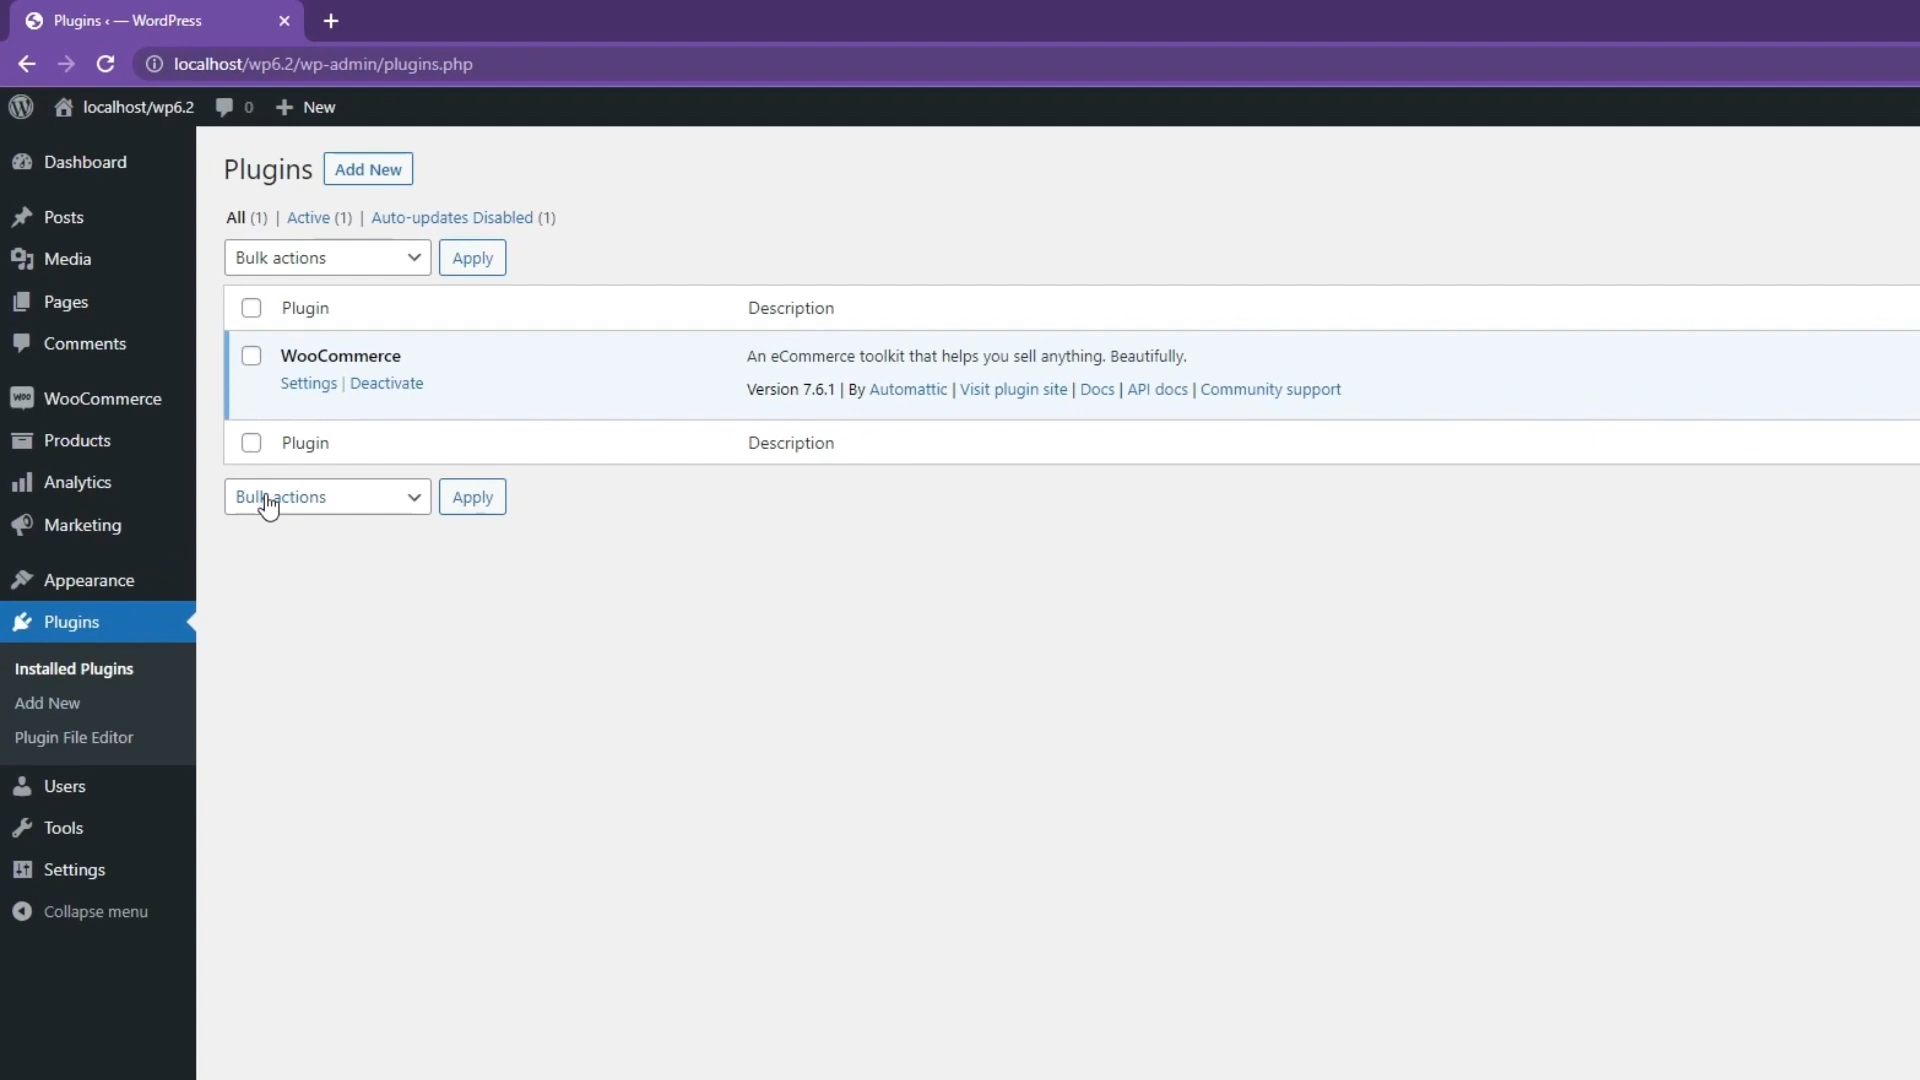 Plugins ‹ — WordPress
localhost/wp6.2/wp-admin/plugins.php
localhost/wp6.2 0 New
Dashboard
Posts
Media
Pages
Comments
WOO WooCommerce
Products
Analytics
Marketing
Appearance
Plugins
Installed Plugins
Add New
Plugin File Editor
Users
Tools
Settings
Collapse menu
Plugins Add New
All (1) | Active (1) | Auto-updates Disabled (1)
Bulk actions Apply
Plugin Description
WooCommerce An eCommerce toolkit that helps you sell anything. Beautifully.
Settings | Deactivate Version 7.6.1 | By Automattic | Visit plugin site | Docs | API docs | Community support
Plugin Description
Bulk actions Apply